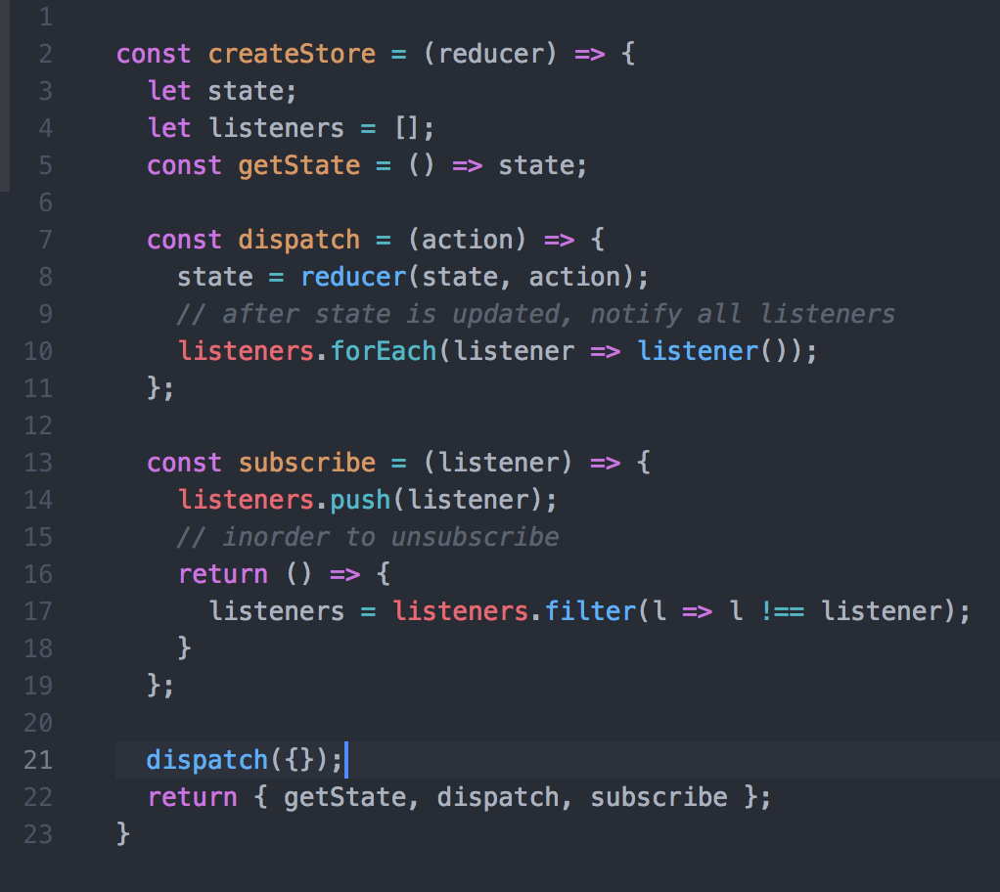 1
2 const createStore = (reducer) => {
3 let state;
4 let listeners = [];
5 const getState = () => state;
6
7 const dispatch = (action) => {
8 state = reducer(state, action);
9 // after state is updated, notify all listeners
10 listeners.forEach(listener => listener());
11 };
12
13 const subscribe = (listener) => {
14 listeners.push(listener);
15 // inorder to unsubscribe
16 return () => {
17 listeners = listeners.filter(l => l !== listener);
18 }
19 };
20
21 dispatch({});
22 return { getState, dispatch, subscribe };
23 }